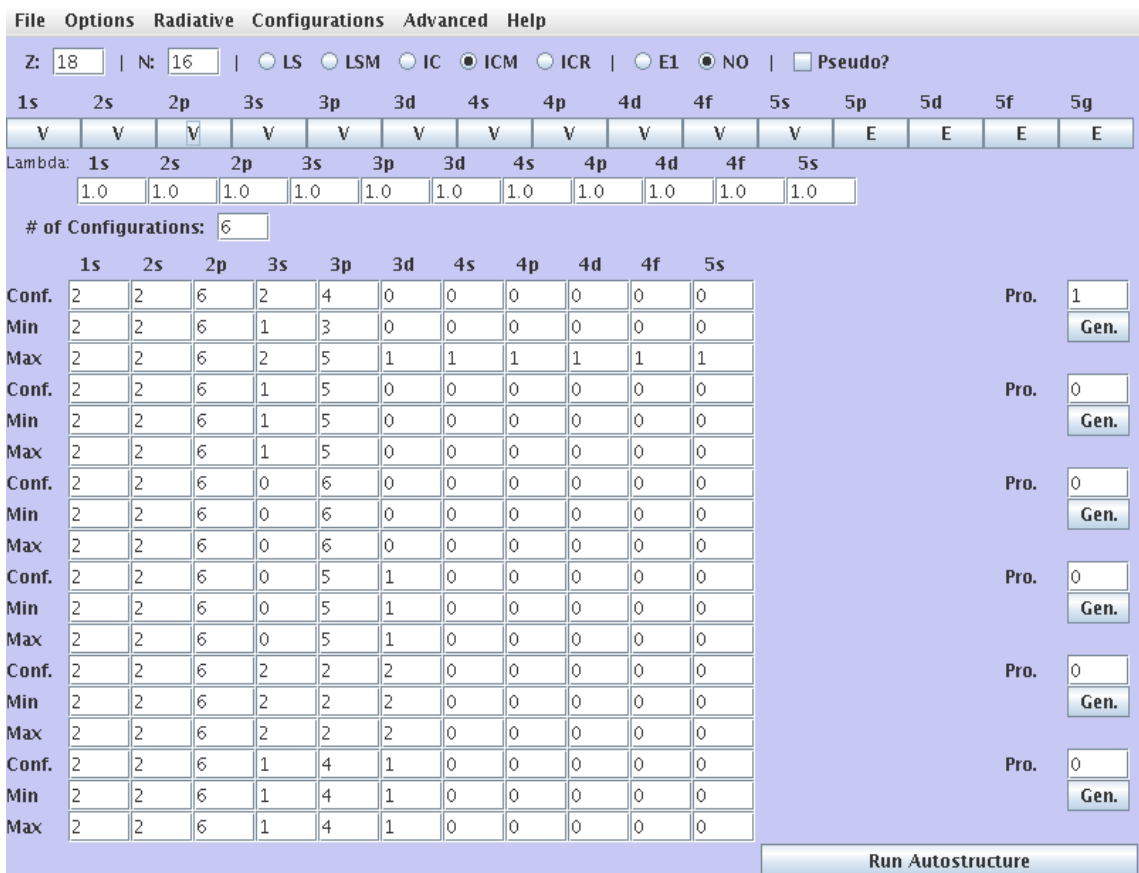 File Options Radiative Configurations Advanced Help
Z: 18 | N: 16 | LS LSM IC ICM ICR | E1 NO | Pseudo?
1s 2s 2p 3s 3p 3d 4s 4p 4d 4f 5s 5p 5d 5f 5g
V V V V V V V V V V V E E E E
Lambda: 1s 2s 2p 3s 3p 3d 4s 4p 4d 4f 5s
1.0 1.0 1.0 1.0 1.0 1.0 1.0 1.0 1.0 1.0 1.0
# of Configurations: 6
1s 2s 2p 3s 3p 3d 4s 4p 4d 4f 5s
Conf. 2 2 6 2 4 0 0 0 0 0 0 Pro. 1
Min 2 2 6 1 3 0 0 0 0 0 0 Gen.
Max 2 2 6 2 5 1 1 1 1 1 1
Conf. 2 2 6 1 5 0 0 0 0 0 0 Pro. 0
Min 2 2 6 1 5 0 0 0 0 0 0 Gen.
Max 2 2 6 1 5 0 0 0 0 0 0
Conf. 2 2 6 0 6 0 0 0 0 0 0 Pro. 0
Min 2 2 6 0 6 0 0 0 0 0 0 Gen.
Max 2 2 6 0 6 0 0 0 0 0 0
Conf. 2 2 6 0 5 1 0 0 0 0 0 Pro. 0
Min 2 2 6 0 5 1 0 0 0 0 0 Gen.
Max 2 2 6 0 5 1 0 0 0 0 0
Conf. 2 2 6 2 2 2 0 0 0 0 0 Pro. 0
Min 2 2 6 2 2 2 0 0 0 0 0 Gen.
Max 2 2 6 2 2 2 0 0 0 0 0
Conf. 2 2 6 1 4 1 0 0 0 0 0 Pro. 0
Min 2 2 6 1 4 1 0 0 0 0 0 Gen.
Max 2 2 6 1 4 1 0 0 0 0 0
Run Autostructure